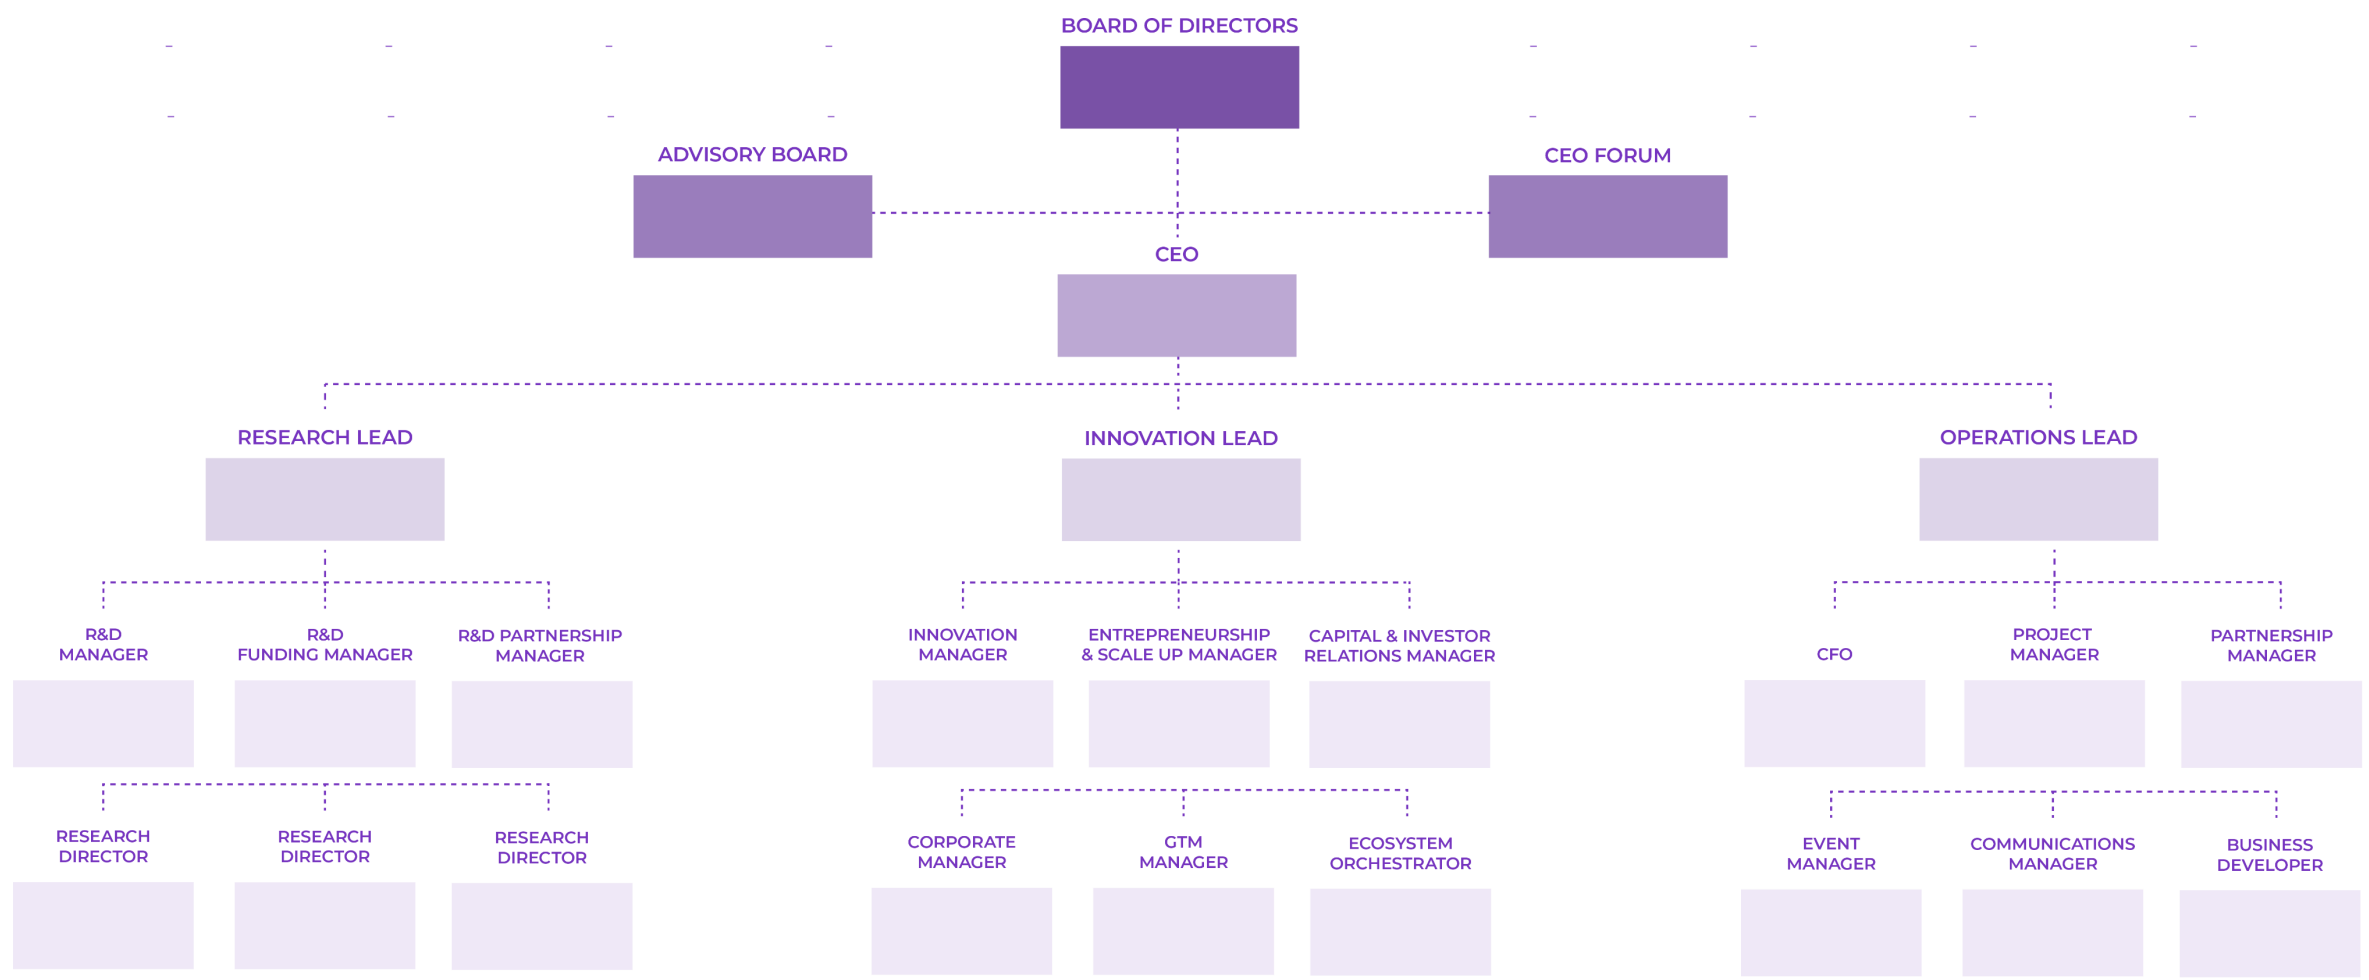 BOARD OF DIRECTORS
– – – – – – – –
– – – – – – – –
ADVISORY BOARD
CEO FORUM
CEO
RESEARCH LEAD
INNOVATION LEAD
OPERATIONS LEAD
R&D
MANAGER
R&D
FUNDING MANAGER
R&D PARTNERSHIP
MANAGER
INNOVATION
MANAGER
ENTREPRENEURSHIP
& SCALE UP MANAGER
CAPITAL & INVESTOR
RELATIONS MANAGER
CFO
PROJECT
MANAGER
PARTNERSHIP
MANAGER
RESEARCH
DIRECTOR
RESEARCH
DIRECTOR
RESEARCH
DIRECTOR
CORPORATE
MANAGER
GTM
MANAGER
ECOSYSTEM
ORCHESTRATOR
EVENT
MANAGER
COMMUNICATIONS
MANAGER
BUSINESS
DEVELOPER